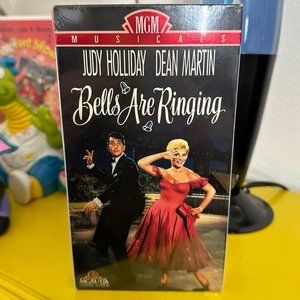 MGM
MUSICALS
JUDY HOLLIDAY DEAN MARTIN
Bells Are Ringing
MGM/UA